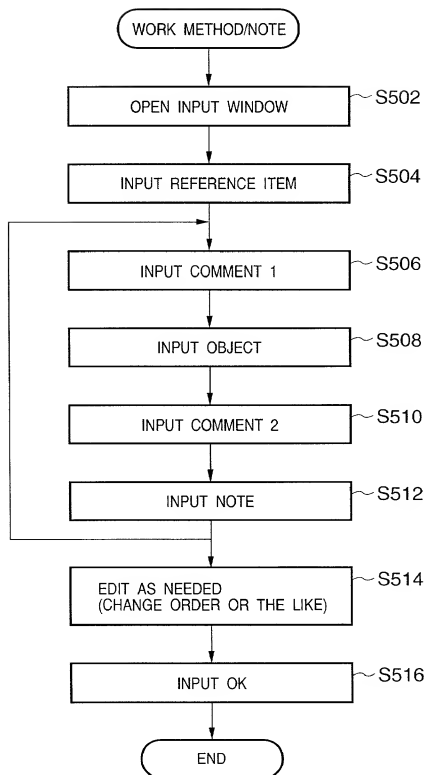 WORK METHOD/NOTE
OPEN INPUT WINDOW
S502
INPUT REFERENCE ITEM
S504
INPUT COMMENT 1
S506
INPUT OBJECT
S508
INPUT COMMENT 2
S510
INPUT NOTE
S512
EDIT AS NEEDED
(CHANGE ORDER OR THE LIKE)
S514
INPUT OK
S516
END